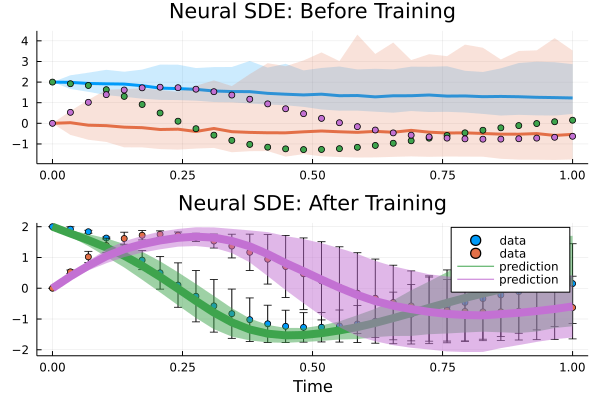 Neural SDE: Before Training
4
3
2
1
0
−1
0.00 0.25 0.50 0.75 1.00
Neural SDE: After Training
2
1
0
−1
−2
data
data
prediction
prediction
0.00 0.25 0.50 0.75 1.00
Time